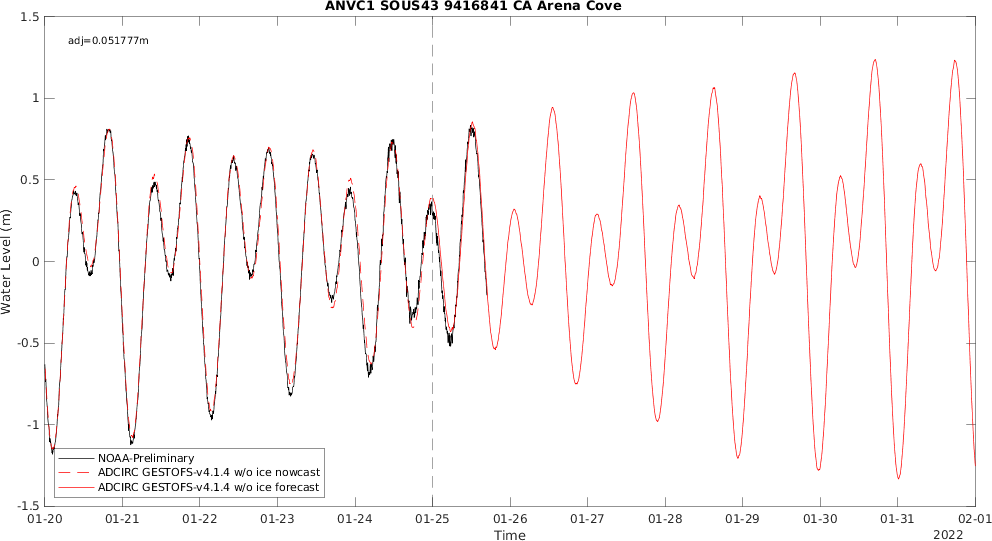 ANVC1 SOUS43 9416841 CA Arena Cove
adj=0.051777m
1.5
1
0.5
0
-0.5
-1
-1.5
Water Level (m)
NOAA-Preliminary
ADCIRC GESTOFS-v4.1.4 w/o ice nowcast
ADCIRC GESTOFS-v4.1.4 w/o ice forecast
01-20 01-21 01-22 01-23 01-24 01-25 01-26 01-27 01-28 01-29 01-30 01-31 02-01
Time
2022